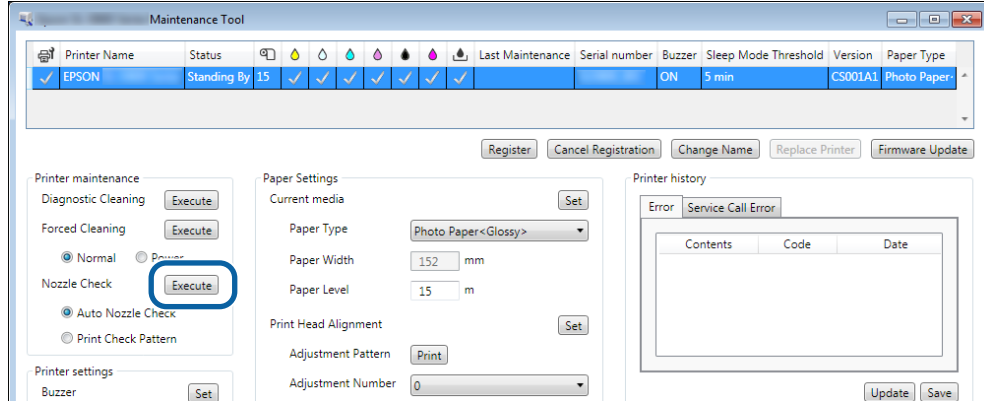 Maintenance Tool
Printer Name Status Last Maintenance Serial number Buzzer Sleep Mode Threshold Version Paper Type
EPSON Standing By 15 ON 5 min CS001A1 Photo Paper<
Register Cancel Registration Change Name Replace Printer Firmware Update
Printer maintenance
Diagnostic Cleaning Execute
Forced Cleaning Execute
Normal Power
Nozzle Check Execute
Auto Nozzle Check
Print Check Pattern
Printer settings
Buzzer Set
Paper Settings
Current media Set
Paper Type Photo Paper<Glossy>
Paper Width 152 mm
Paper Level 15 m
Print Head Alignment Set
Adjustment Pattern Print
Adjustment Number 0
Printer history
Error Service Call Error
Contents Code Date
Update Save